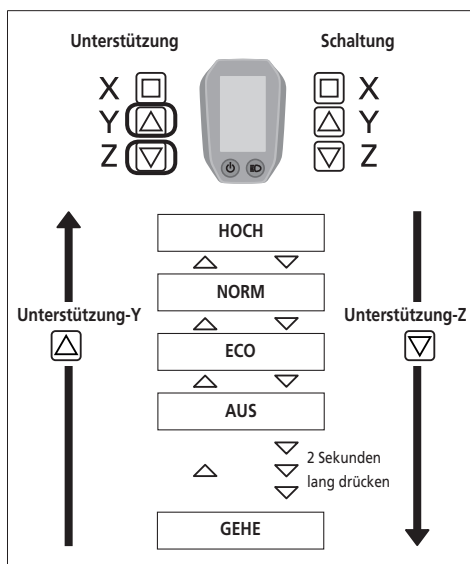 Unterstützung Schaltung
X X
Y Y
Z Z
HOCH
NORM
Unterstützung-Y Unterstützung-Z
ECO
AUS
2 Sekunden
lang drücken
GEHE